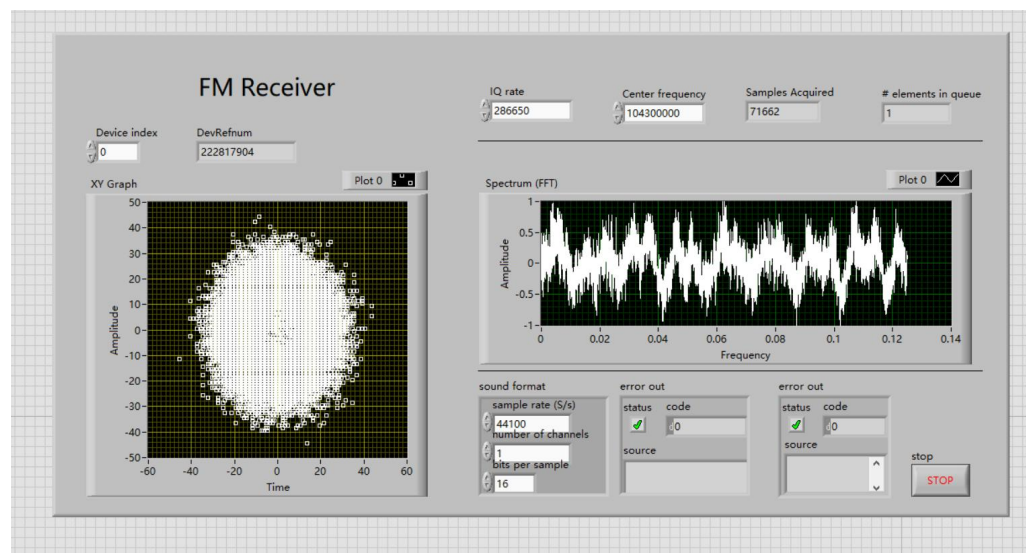 FM Receiver
IQ rate
286650
Center frequency
104300000
Samples Acquired
71662
# elements in queue
1
Device index
0
DevRefnum
222817904
XY Graph
Plot 0
50
40
30
20
10
0
-10
-20
-30
-40
-50
Amplitude
-60 -40 -20 0 20 40 60
Time
Spectrum (FFT)
Plot 0
1
0.5
0
-0.5
-1
Amplitude
0 0.02 0.04 0.06 0.08 0.1 0.12 0.14
Frequency
sound format
sample rate (S/s)
44100
number of channels
1
bits per sample
16
error out
status code
d0
source
error out
status code
d0
source
stop
STOP